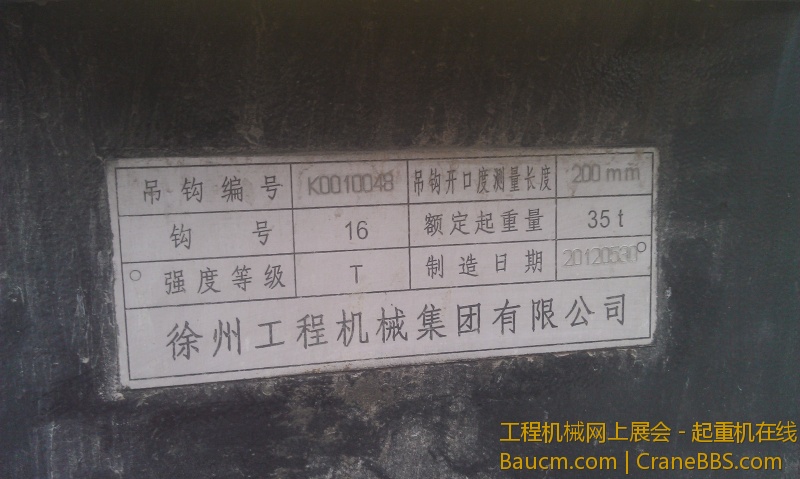 吊钩编号 K0010048 吊钩开口度测量长度 200 mm
钩 号 16 额定起重量 35 t
强度等级 T 制造日期 20120530
徐州工程机械集团有限公司
工程机械网上展会 - 起重机在线
Baucm.com | CraneBBS.com